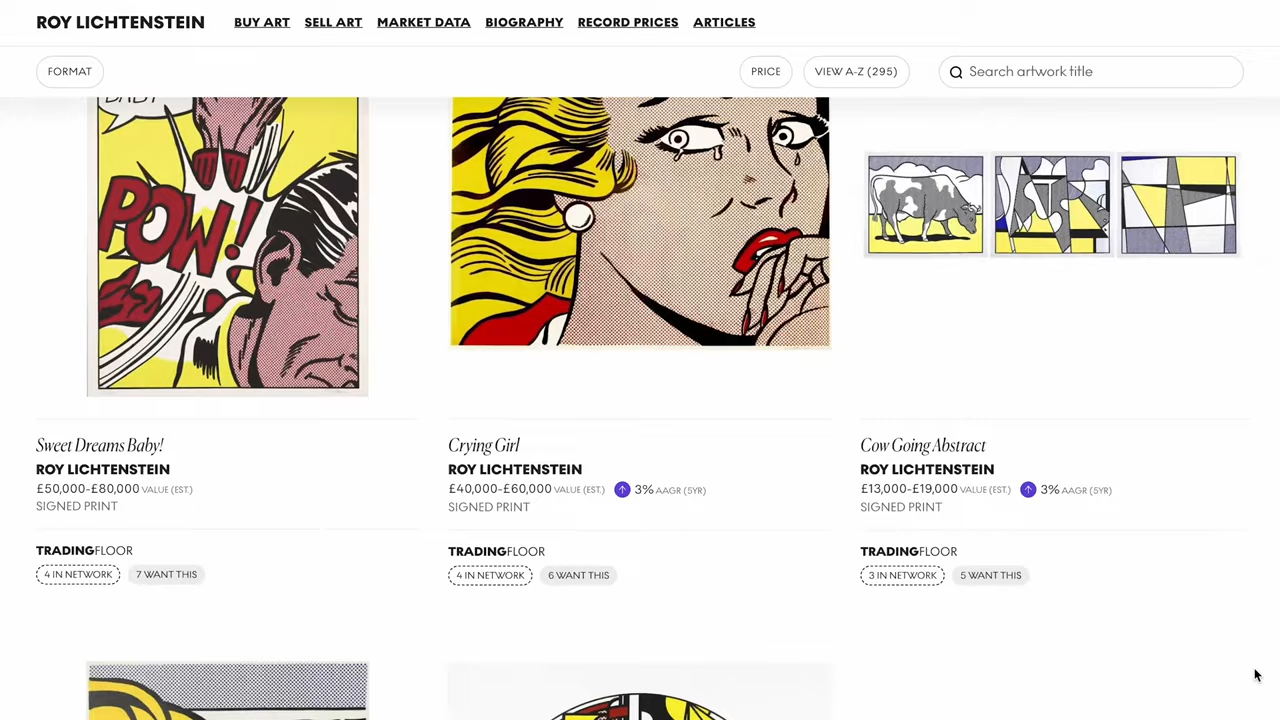 ROY LICHTENSTEIN BUY ART SELL ART MARKET DATA BIOGRAPHY RECORD PRICES ARTICLES
FORMAT PRICE VIEW A-Z (295) Search artwork title
BABY
POW!
Sweet Dreams Baby!
ROY LICHTENSTEIN
£50,000-£80,000 VALUE (EST.)
SIGNED PRINT
TRADINGFLOOR
4 IN NETWORK 7 WANT THIS
Crying Girl
ROY LICHTENSTEIN
£40,000-£60,000 VALUE (EST.) 3% AAGR (5YR)
SIGNED PRINT
TRADINGFLOOR
4 IN NETWORK 6 WANT THIS
Cow Going Abstract
ROY LICHTENSTEIN
£13,000-£19,000 VALUE (EST.) 3% AAGR (5YR)
SIGNED PRINT
TRADINGFLOOR
3 IN NETWORK 5 WANT THIS